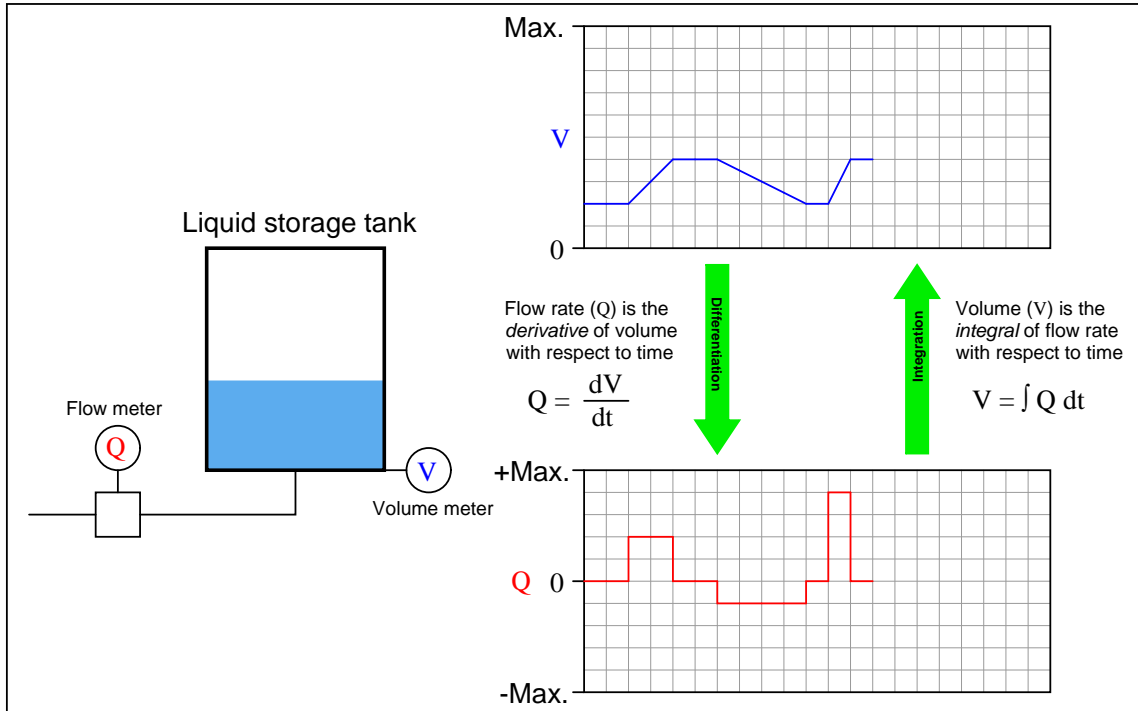 Max.
V
0
Liquid storage tank
Flow rate (Q) is the
derivative of volume
with respect to time
Q = dV
dt
Differentiation
Integration
Volume (V) is the
integral of flow rate
with respect to time
V = ∫ Q dt
Flow meter
Q
V
Volume meter
+Max.
Q 0
-Max.